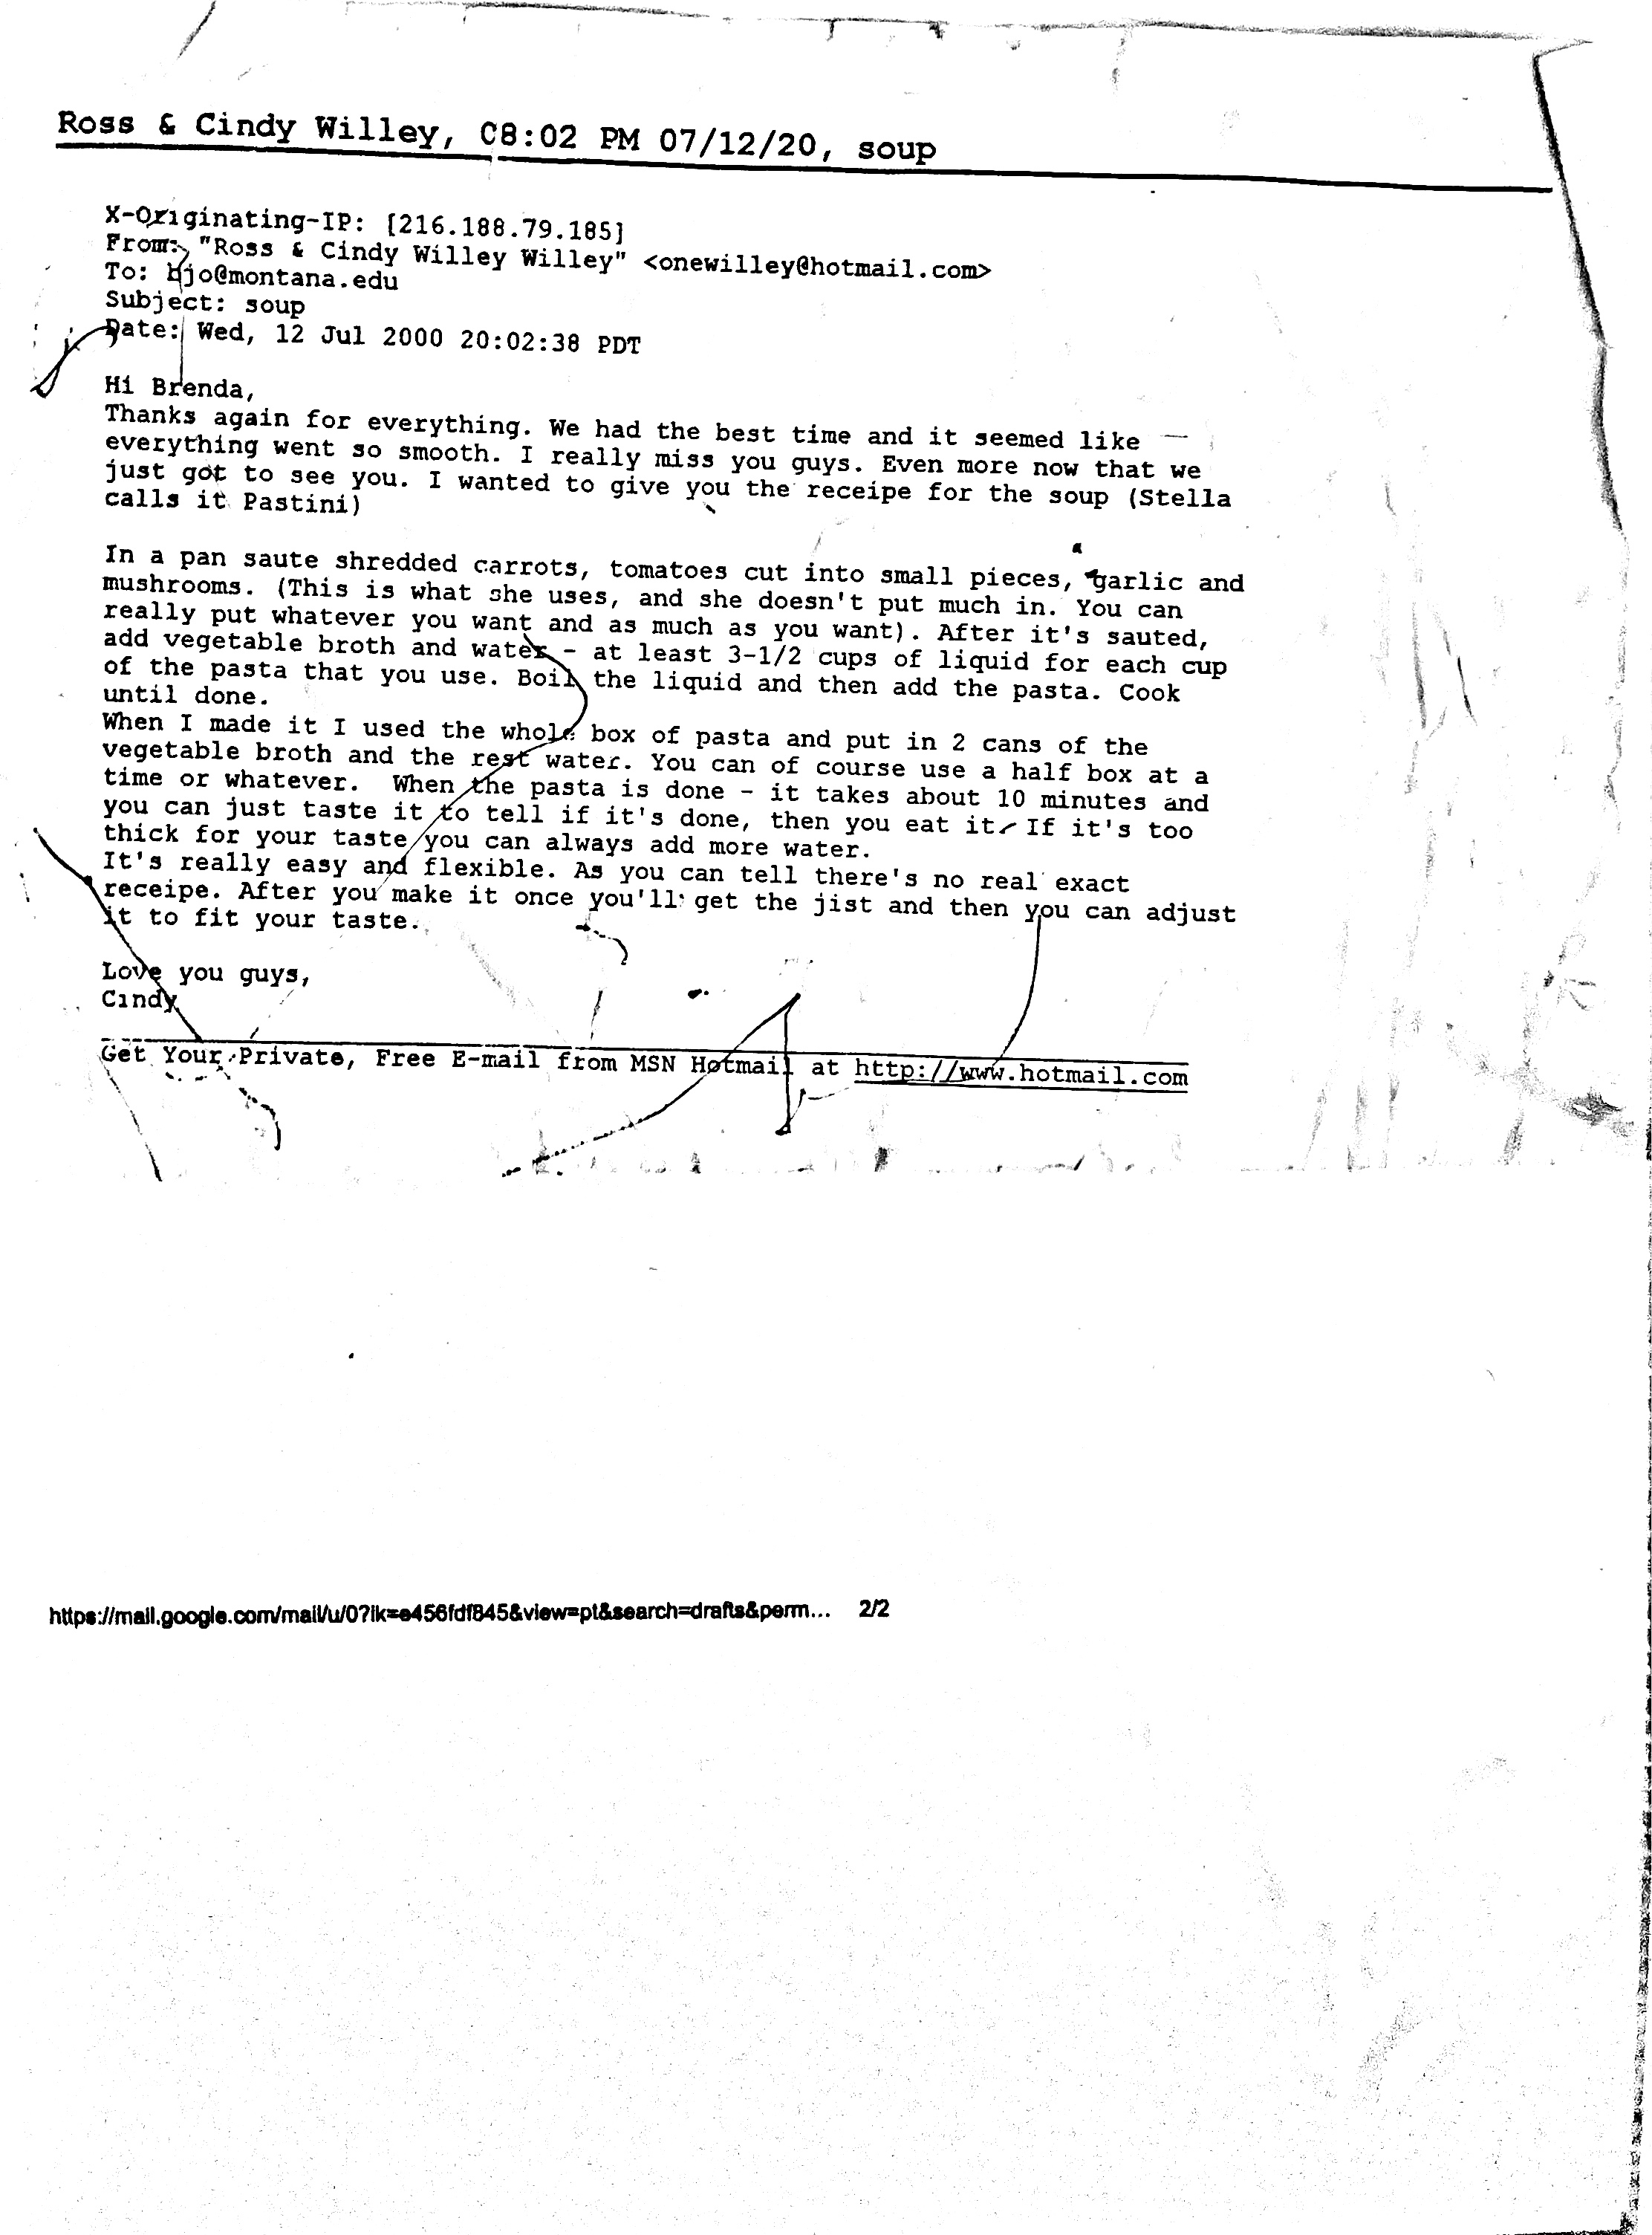 Ross & Cindy Willey, 08:02 PM 07/12/20, soup
X-Originating-IP: [216.188.79.185]
From: "Ross & Cindy Willey Willey" <onewilley@hotmail.com>
To: bjo@montana.edu
Subject: soup
Date: Wed, 12 Jul 2000 20:02:38 PDT
Hi Brenda,
Thanks again for everything. We had the best time and it seemed like
everything went so smooth. I really miss you guys. Even more now that we
just got to see you. I wanted to give you the receipe for the soup (Stella
calls it Pastini)
In a pan saute shredded carrots, tomatoes cut into small pieces, garlic and
mushrooms. (This is what she uses, and she doesn't put much in. You can
really put whatever you want and as much as you want). After it's sauted,
add vegetable broth and water - at least 3-1/2 cups of liquid for each cup
of the pasta that you use. Boil the liquid and then add the pasta. Cook
until done.
When I made it I used the whole box of pasta and put in 2 cans of the
vegetable broth and the rest water. You can of course use a half box at a
time or whatever. When the pasta is done - it takes about 10 minutes and
you can just taste it to tell if it's done, then you eat it. If it's too
thick for your taste you can always add more water.
It's really easy and flexible. As you can tell there's no real exact
receipe. After you make it once you'll get the jist and then you can adjust
it to fit your taste.
Love you guys,
Cindy
Get Your Private, Free E-mail from MSN Hotmail at http://www.hotmail.com
https://mail.google.com/mail/u/0?ik=e456fdf845&view=pt&search=drafts&perm... 2/2